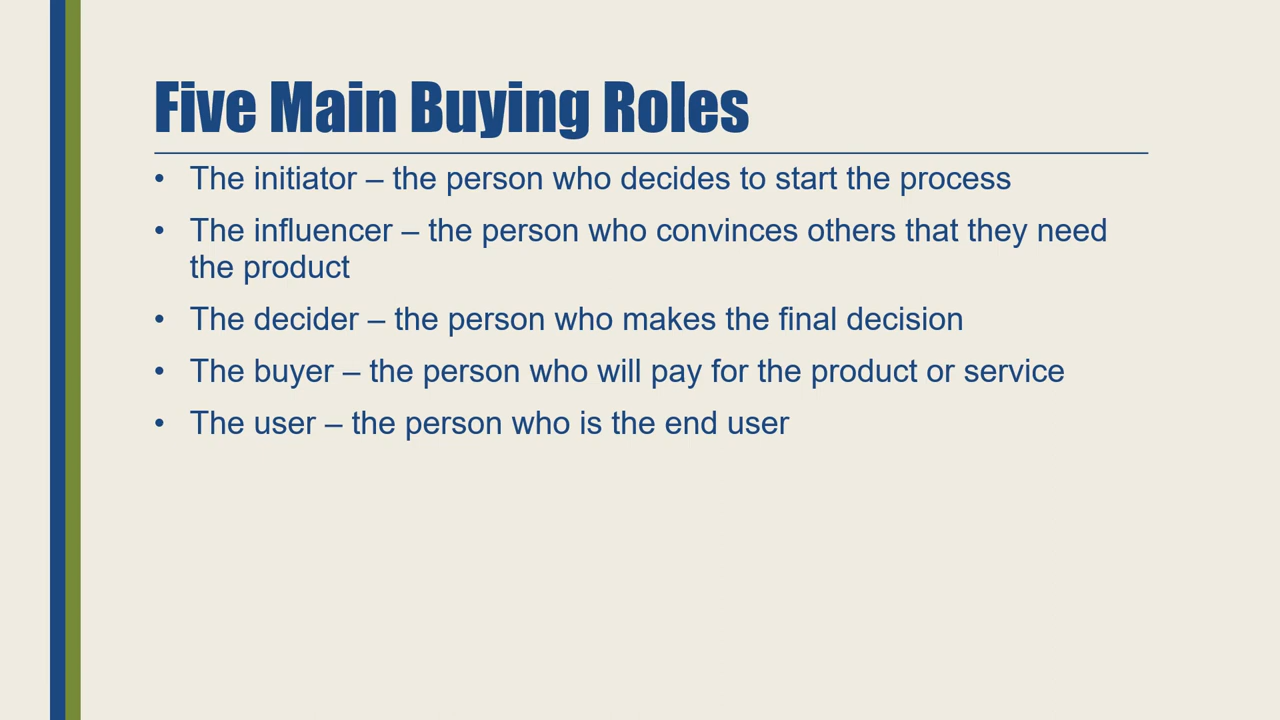 Five Main Buying Roles
• The initiator – the person who decides to start the process
• The influencer – the person who convinces others that they need
the product
• The decider – the person who makes the final decision
• The buyer – the person who will pay for the product or service
• The user – the person who is the end user